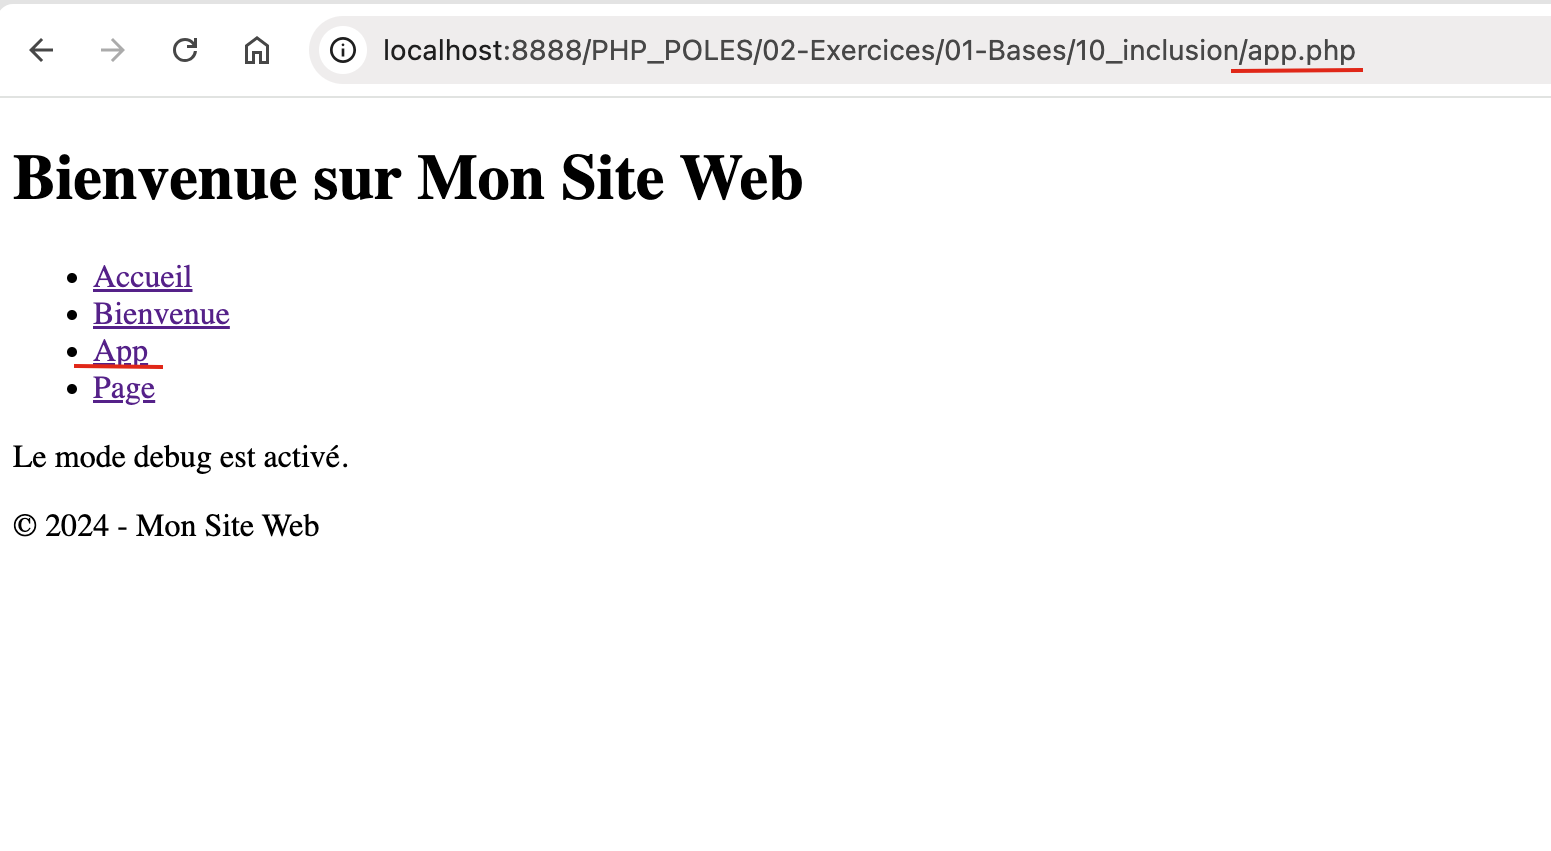 localhost:8888/PHP_POLES/02-Exercices/01-Bases/10_inclusion/app.php
Bienvenue sur Mon Site Web
Accueil
Bienvenue
App
Page
Le mode debug est activé.
© 2024 - Mon Site Web